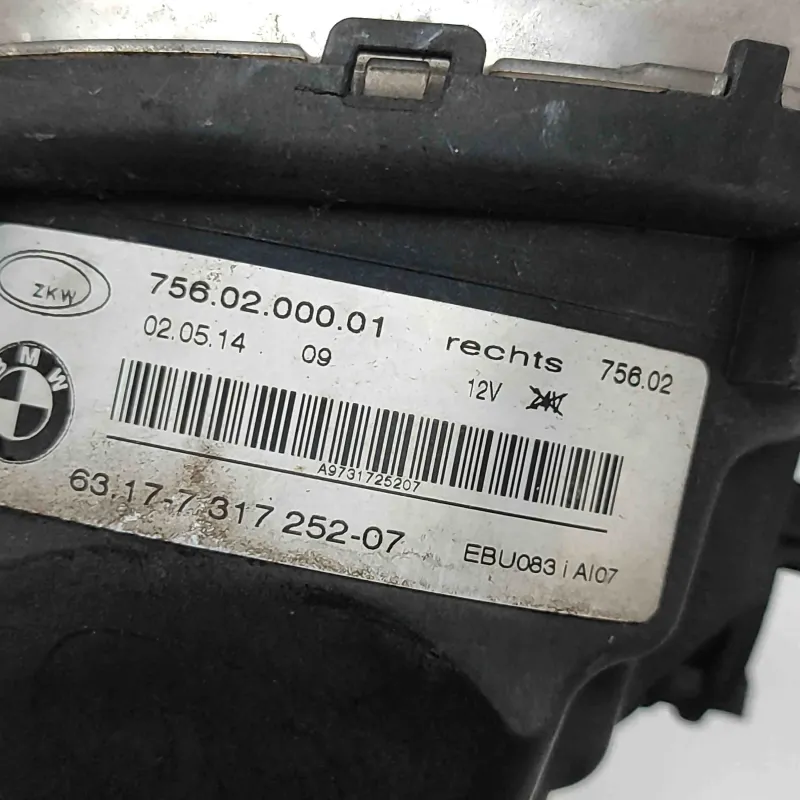 ZKW
756.02.000.01
rechts
756.02
02.05.14
09
12V
24V
BMW
A9731725207
63.17-7 317 252-07
EBU083 i AI07